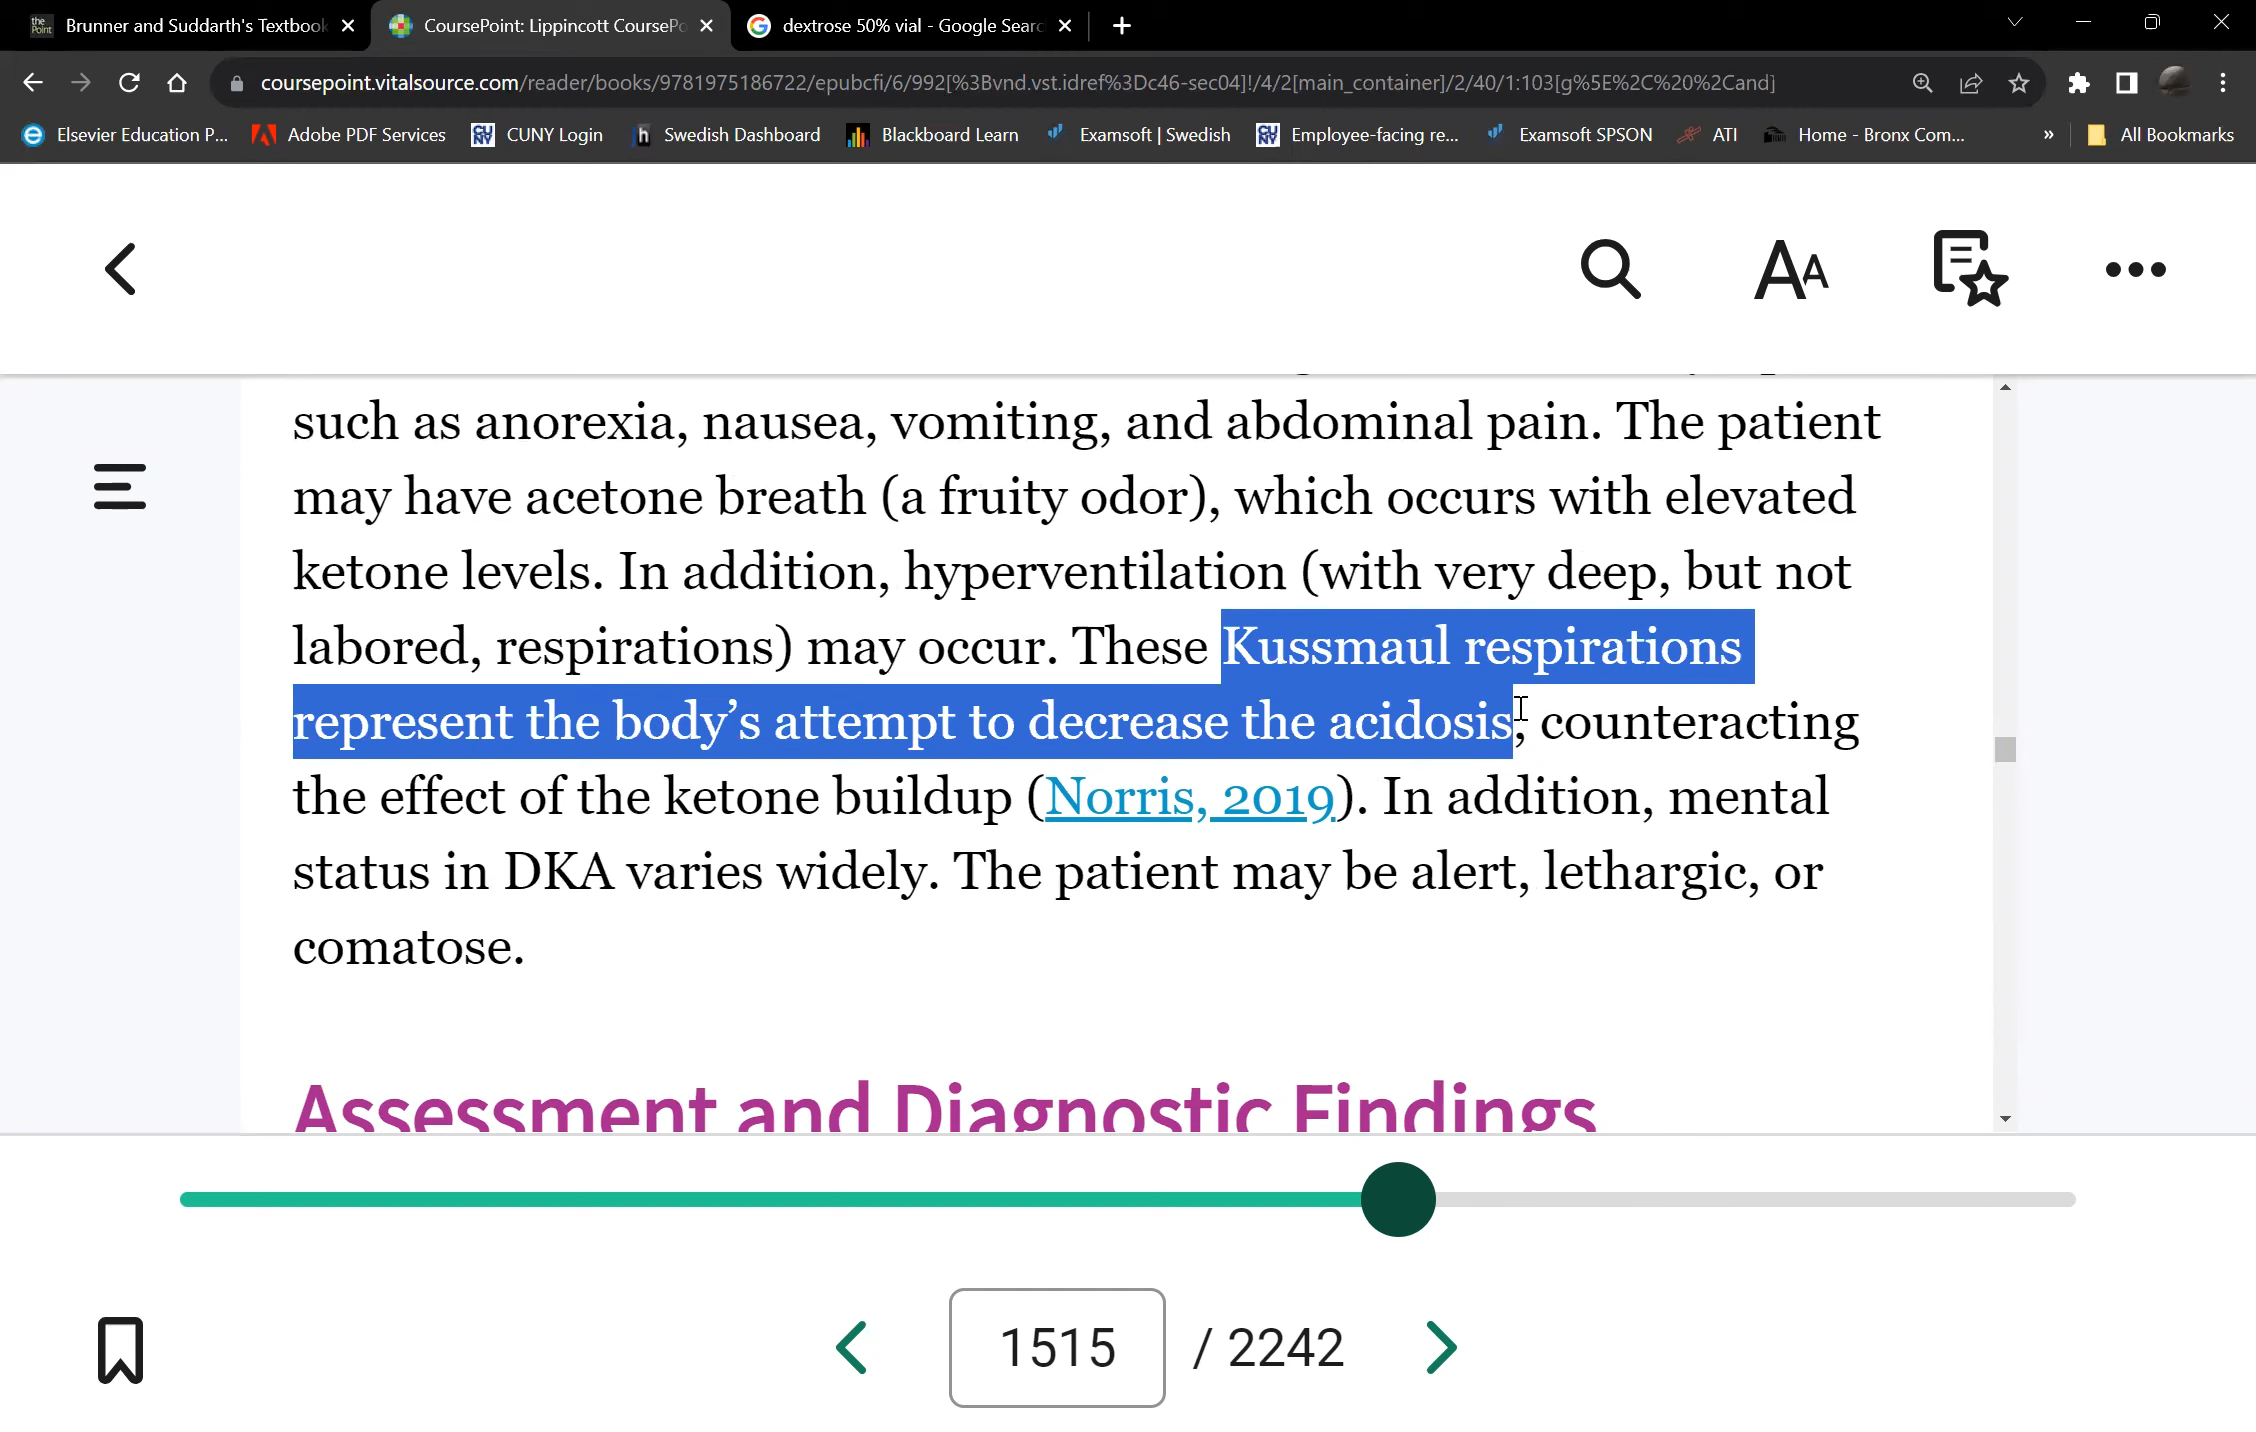 the Point
Brunner and Suddarth's Textbook
CoursePoint: Lippincott CoursePo
dextrose 50% vial - Google Searc
coursepoint.vitalsource.com/reader/books/9781975186722/epubcfi/6/992[%3Bvnd.vst.idref%3Dc46-sec04]!/4/2[main_container]/2/40/1:103[g%5E%2C%20%2Cand]
Elsevier Education P...
Adobe PDF Services
CUNY Login
Swedish Dashboard
Blackboard Learn
Examsoft | Swedish
Employee-facing re...
Examsoft SPSON
ATI
Home - Bronx Com...
»
All Bookmarks
AA
such as anorexia, nausea, vomiting, and abdominal pain. The patient
may have acetone breath (a fruity odor), which occurs with elevated
ketone levels. In addition, hyperventilation (with very deep, but not
labored, respirations) may occur. These Kussmaul respirations
represent the body’s attempt to decrease the acidosis, counteracting
the effect of the ketone buildup (Norris, 2019). In addition, mental
status in DKA varies widely. The patient may be alert, lethargic, or
comatose.
Assessment and Diagnostic Findings
1515 / 2242